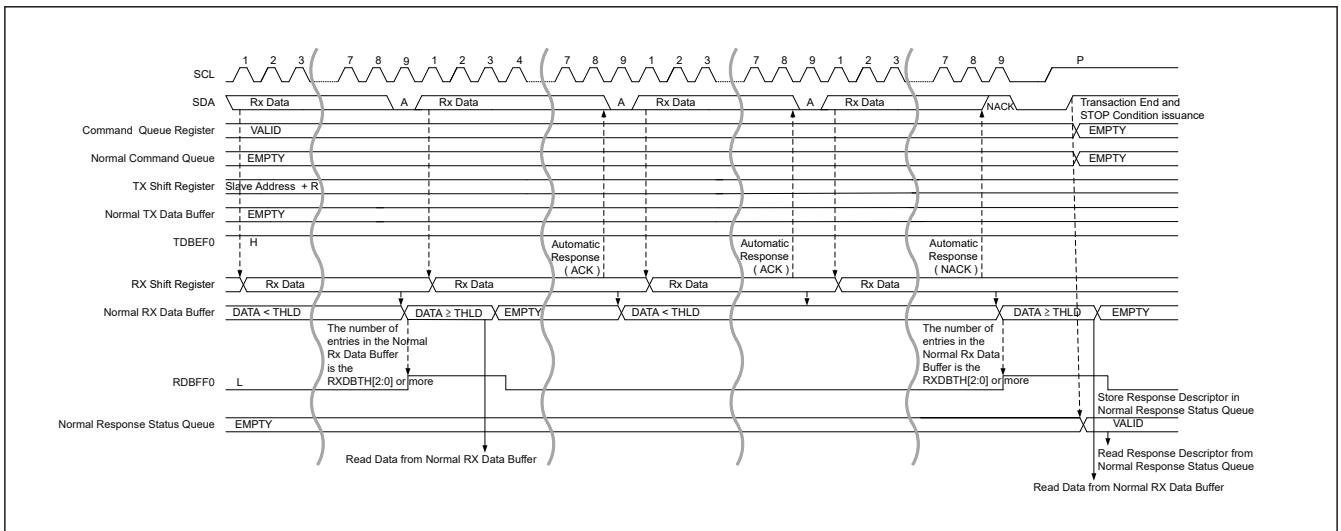 1 2 3 7 8 9 1 2 3 4 7 8 9 1 2 3 7 8 9 1 2 3 7 8 9 P
SCL
SDA Rx Data A Rx Data A Rx Data A Rx Data NACK Transaction End and
STOP Condition issuance
Command Queue Register VALID EMPTY
Normal Command Queue EMPTY EMPTY
TX Shift Register Slave Address + R
Normal TX Data Buffer EMPTY
TDBEF0 H
Automatic
Response
( ACK )
Automatic
Response
( ACK )
Automatic
Response
( NACK )
RX Shift Register Rx Data Rx Data Rx Data Rx Data
Normal RX Data Buffer DATA < THLD DATA ≥ THLD EMPTY DATA < THLD DATA ≥ THLD EMPTY
The number of
entries in the Normal
Rx Data Buffer
is the
RXDBTH[2:0] or more
The number of
entries in the
Normal Rx Data
Buffer is the
RXDBTH[2:0] or more
RDBFF0 L
Store Response Descriptor in
Normal Response Status Queue
Normal Response Status Queue EMPTY VALID
Read Data from Normal RX Data Buffer
Read Response Descriptor from
Normal Response Status Queue
Read Data from Normal RX Data Buffer